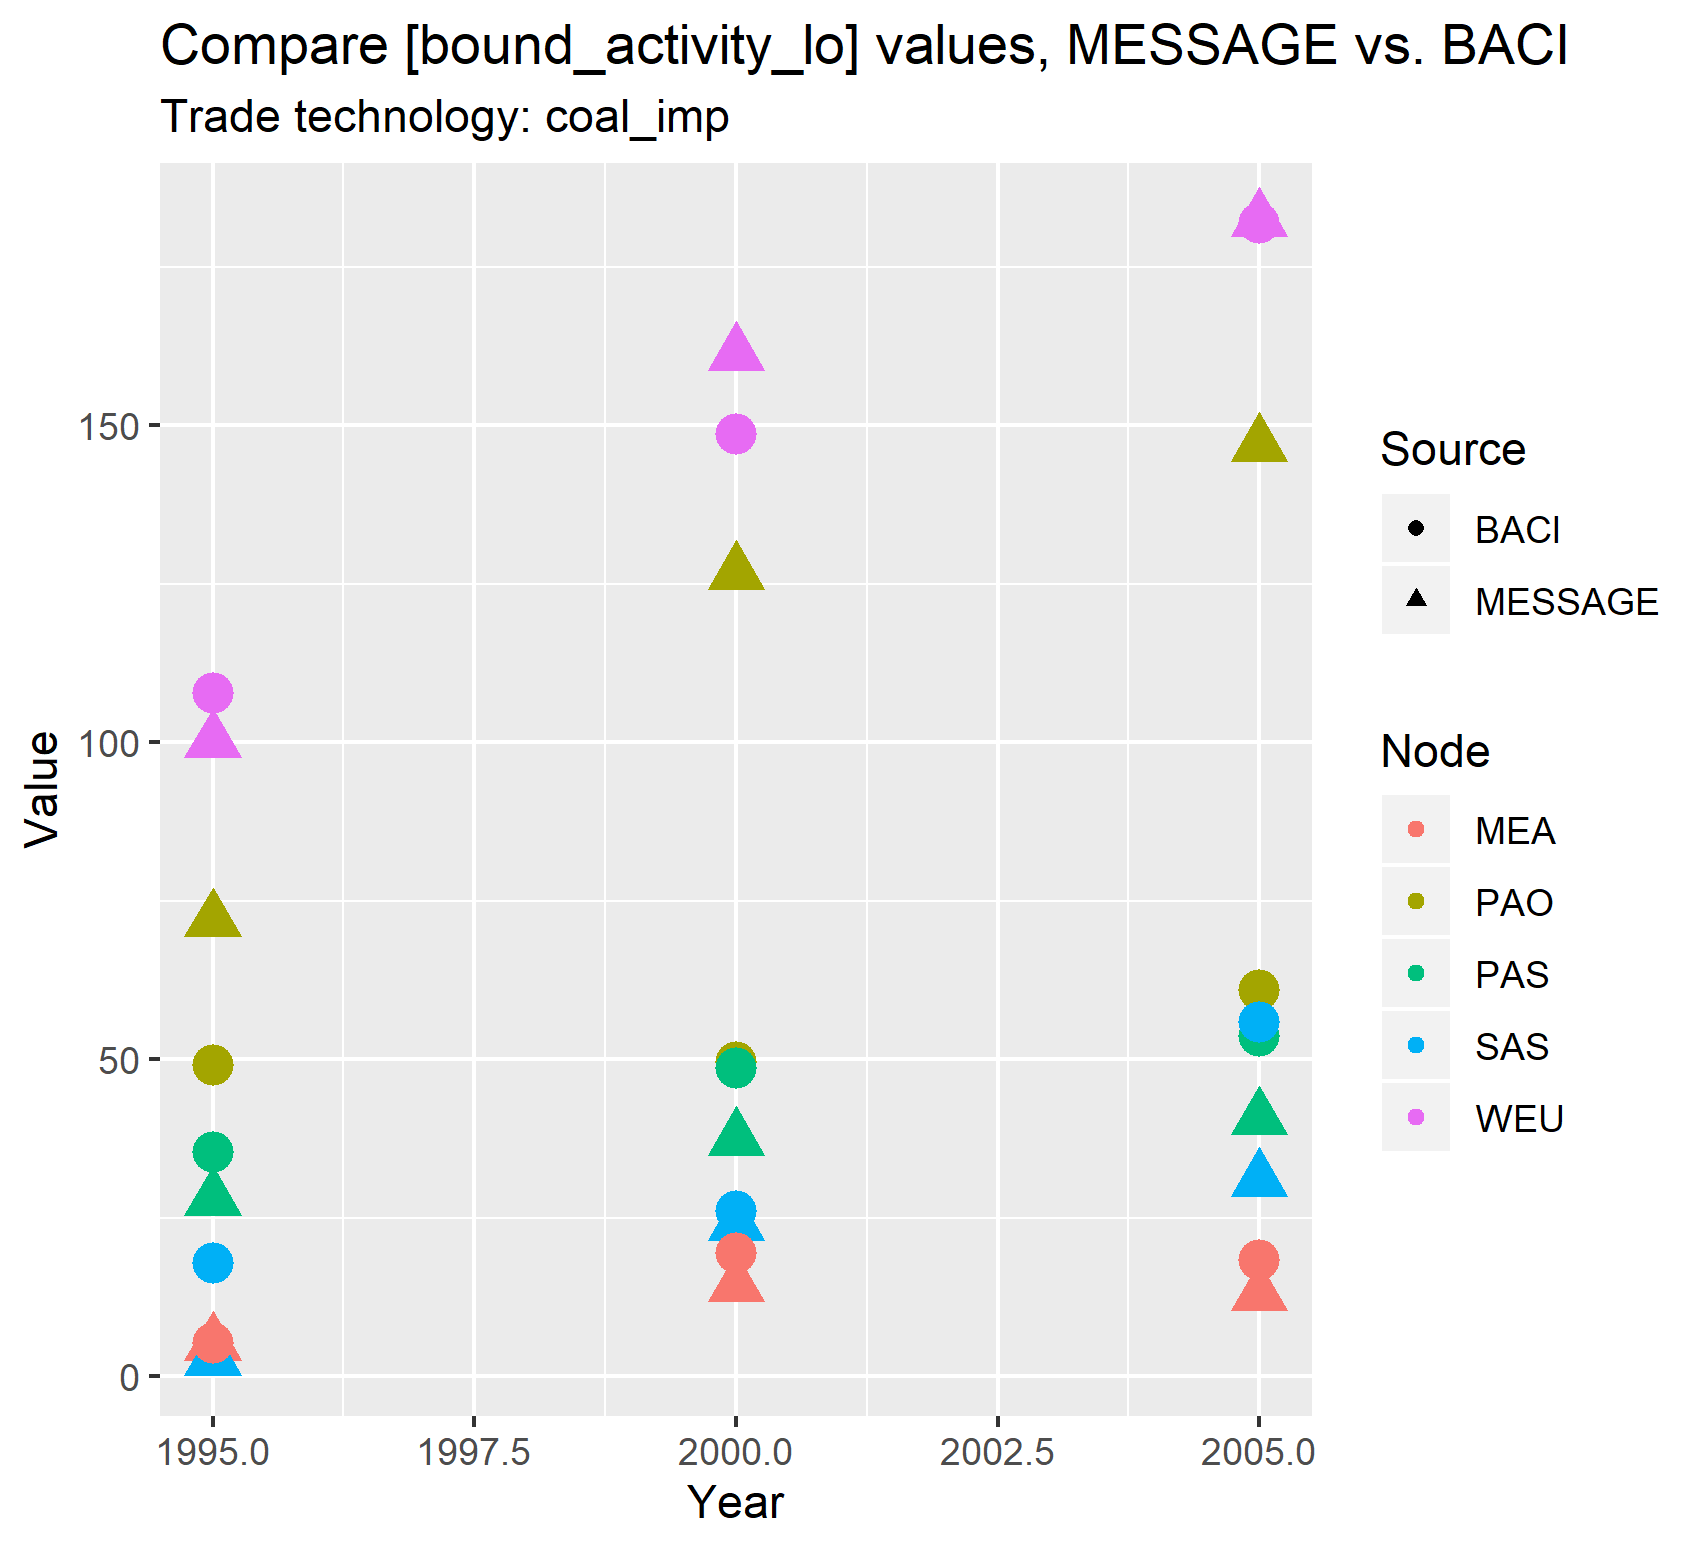 Compare [bound_activity_lo] values, MESSAGE vs. BACI
Trade technology: coal_imp
Value
150
100
50
0
1995.0
1997.5
2000.0
2002.5
2005.0
Year
Source
BACI
MESSAGE
Node
MEA
PAO
PAS
SAS
WEU